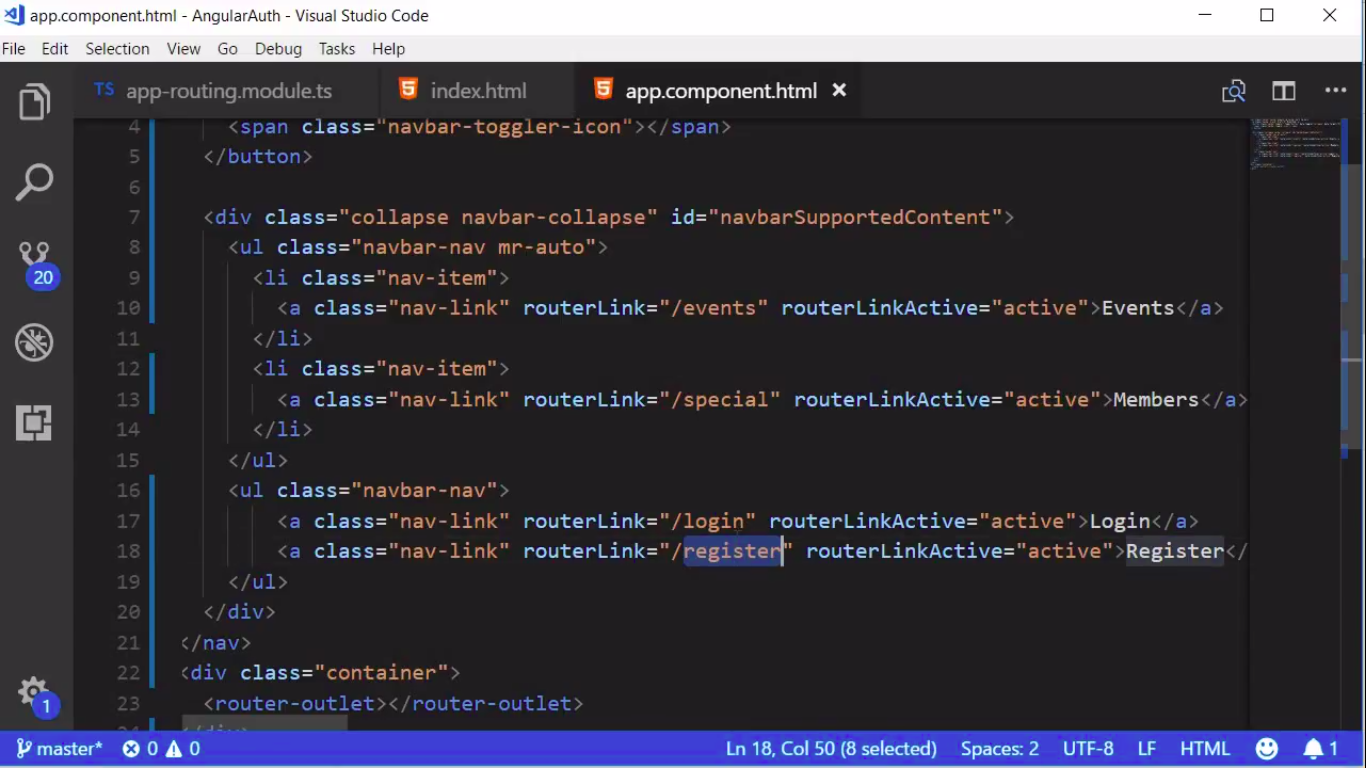 app.component.html - AngularAuth - Visual Studio Code
File Edit Selection View Go Debug Tasks Help
TS app-routing.module.ts index.html app.component.html
4 <span class="navbar-toggler-icon"></span>
5 </button>
6
7 <div class="collapse navbar-collapse" id="navbarSupportedContent">
8 <ul class="navbar-nav mr-auto">
9 <li class="nav-item">
10 <a class="nav-link" routerLink="/events" routerLinkActive="active">Events</a>
11 </li>
12 <li class="nav-item">
13 <a class="nav-link" routerLink="/special" routerLinkActive="active">Members</a>
14 </li>
15 </ul>
16 <ul class="navbar-nav">
17 <a class="nav-link" routerLink="/login" routerLinkActive="active">Login</a>
18 <a class="nav-link" routerLink="/register" routerLinkActive="active">Register</
19 </ul>
20 </div>
21 </nav>
22 <div class="container">
23 <router-outlet></router-outlet>
24 </div>
20
1
master* 0 0 Ln 18, Col 50 (8 selected) Spaces: 2 UTF-8 LF HTML 1